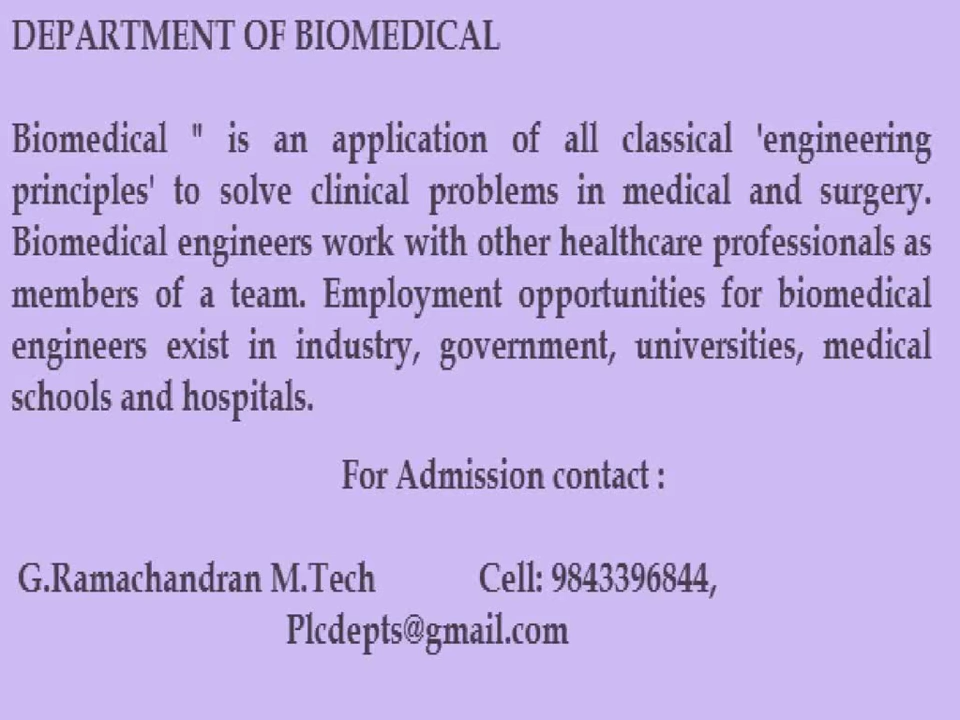 DEPARTMENT OF BIOMEDICAL
Biomedical " is an application of all classical 'engineering
principles' to solve clinical problems in medical and surgery.
Biomedical engineers work with other healthcare professionals as
members of a team. Employment opportunities for biomedical
engineers exist in industry, government, universities, medical
schools and hospitals.
For Admission contact :
G.Ramachandran M.Tech Cell: 9843396844,
Plcdepts@gmail.com